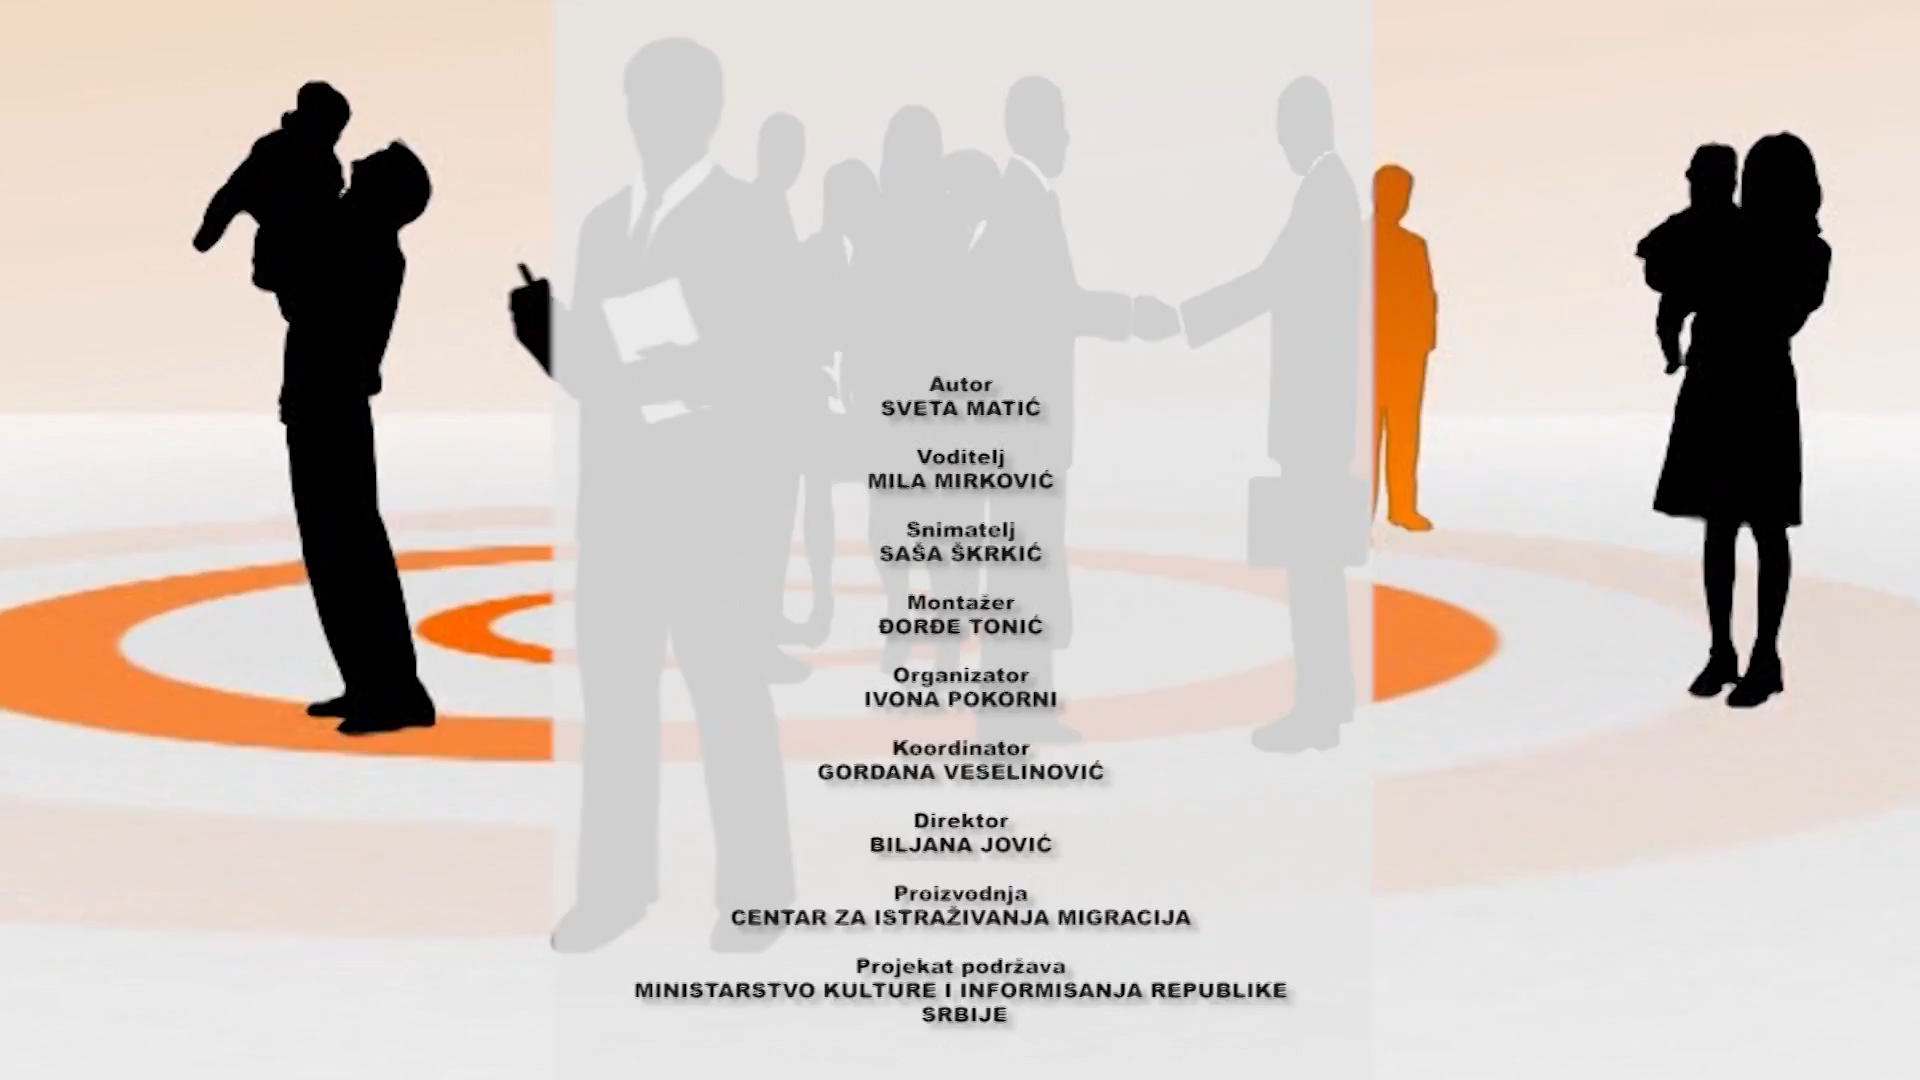 Autor
SVETA MATIĆ
Voditelj
MILA MIRKOVIĆ
Snimatelj
SAŠA ŠKRKIĆ
Montažer
ĐORĐE TONIĆ
Organizator
IVONA POKORNI
Koordinator
GORDANA VESELINOVIĆ
Direktor
BILJANA JOVIĆ
Proizvodnja
CENTAR ZA ISTRAŽIVANJA MIGRACIJA
Projekat podržava
MINISTARSTVO KULTURE I INFORMISANJA REPUBLIKE
SRBIJE